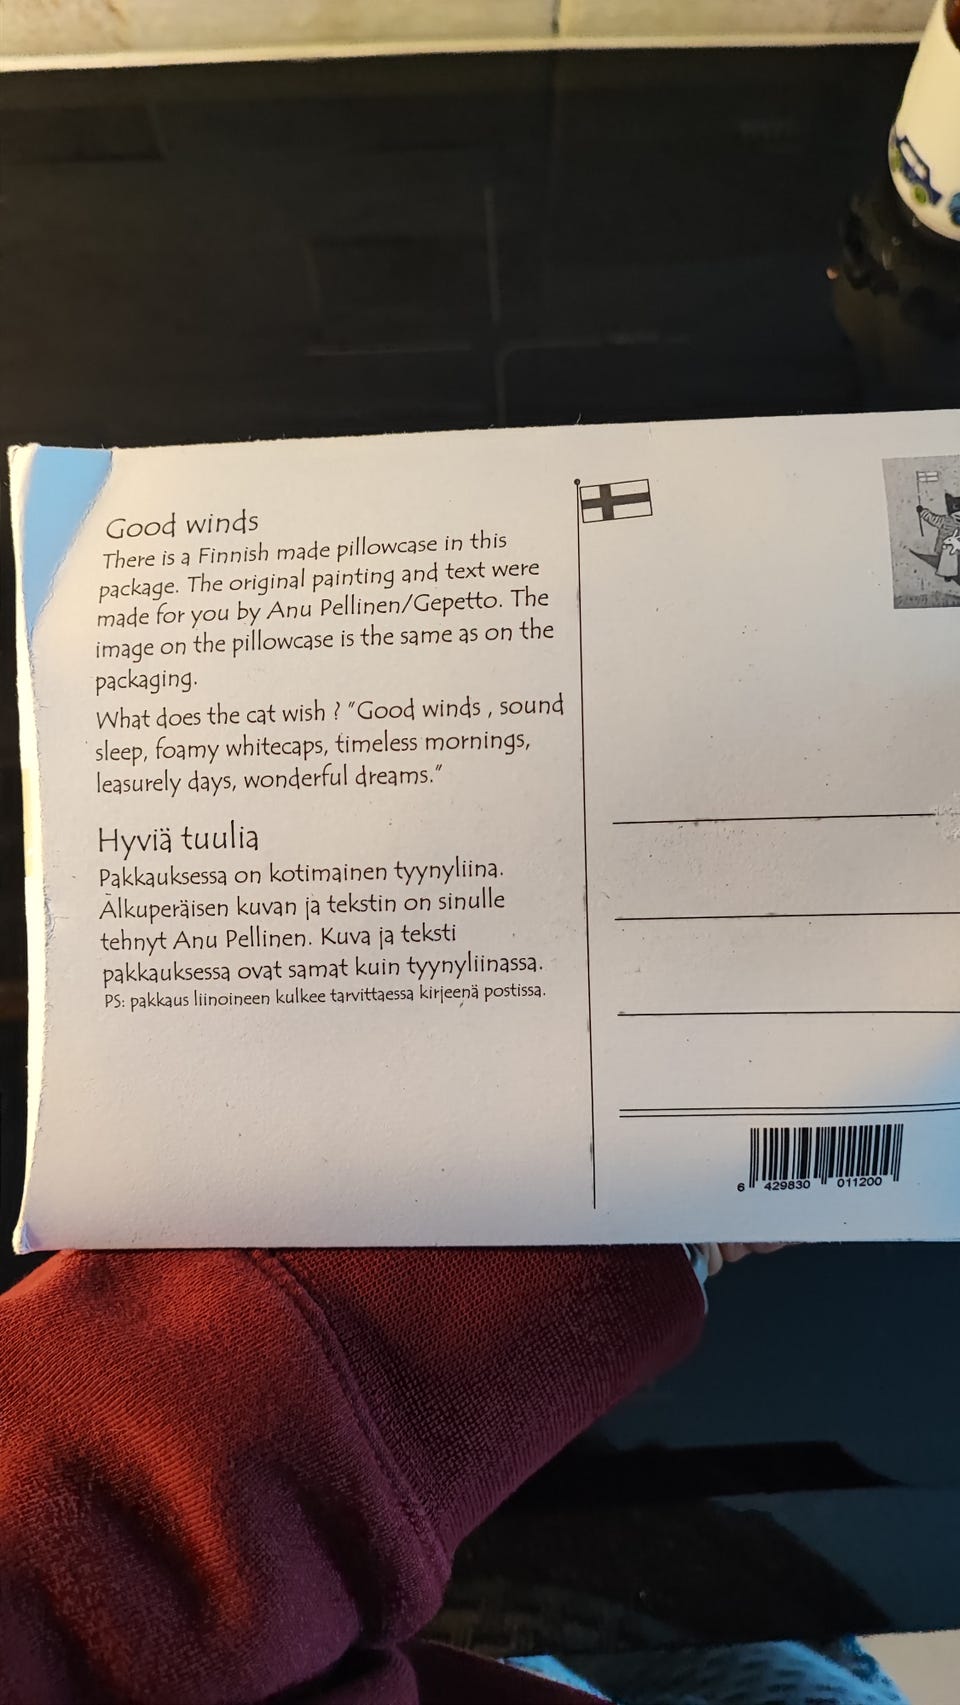 Good winds
There is a Finnish made pillowcase in this
package. The original painting and text were
made for you by Anu Pellinen/Gepetto. The
image on the pillowcase is the same as on the
packaging.
What does the cat wish ? "Good winds , sound
sleep, foamy whitecaps, timeless mornings,
leasurely days, wonderful dreams."
Hyviä tuulia
Pakkauksessa on kotimainen tyynyliina.
Alkuperäisen kuvan ja tekstin on sinulle
tehnyt Anu Pellinen. Kuva ja teksti
pakkauksessa ovat samat kuin tyynyliinassa.
PS: pakkaus liinoineen kulkee tarvittaessa kirjeenä postissa.
6 429830 011200